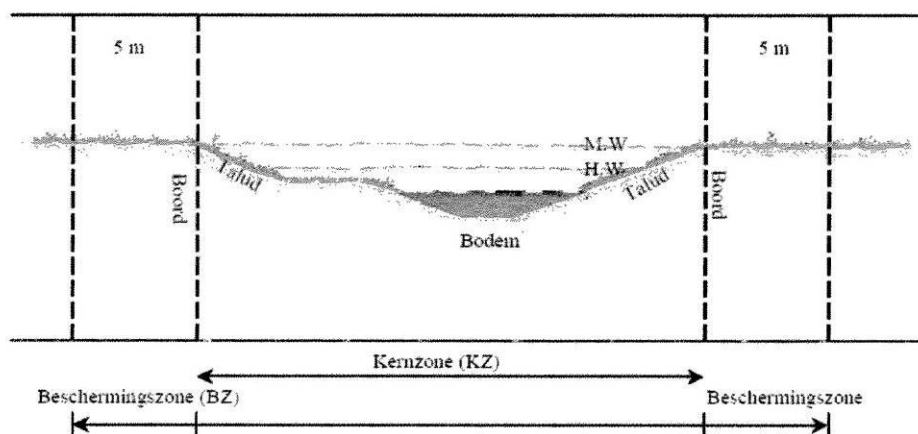 5 m
5 m
M.W
H.W
Talud
Talud
Boord
Boord
Bodem
Kernzone (KZ)
Beschermingszone (BZ)
Beschermingszone